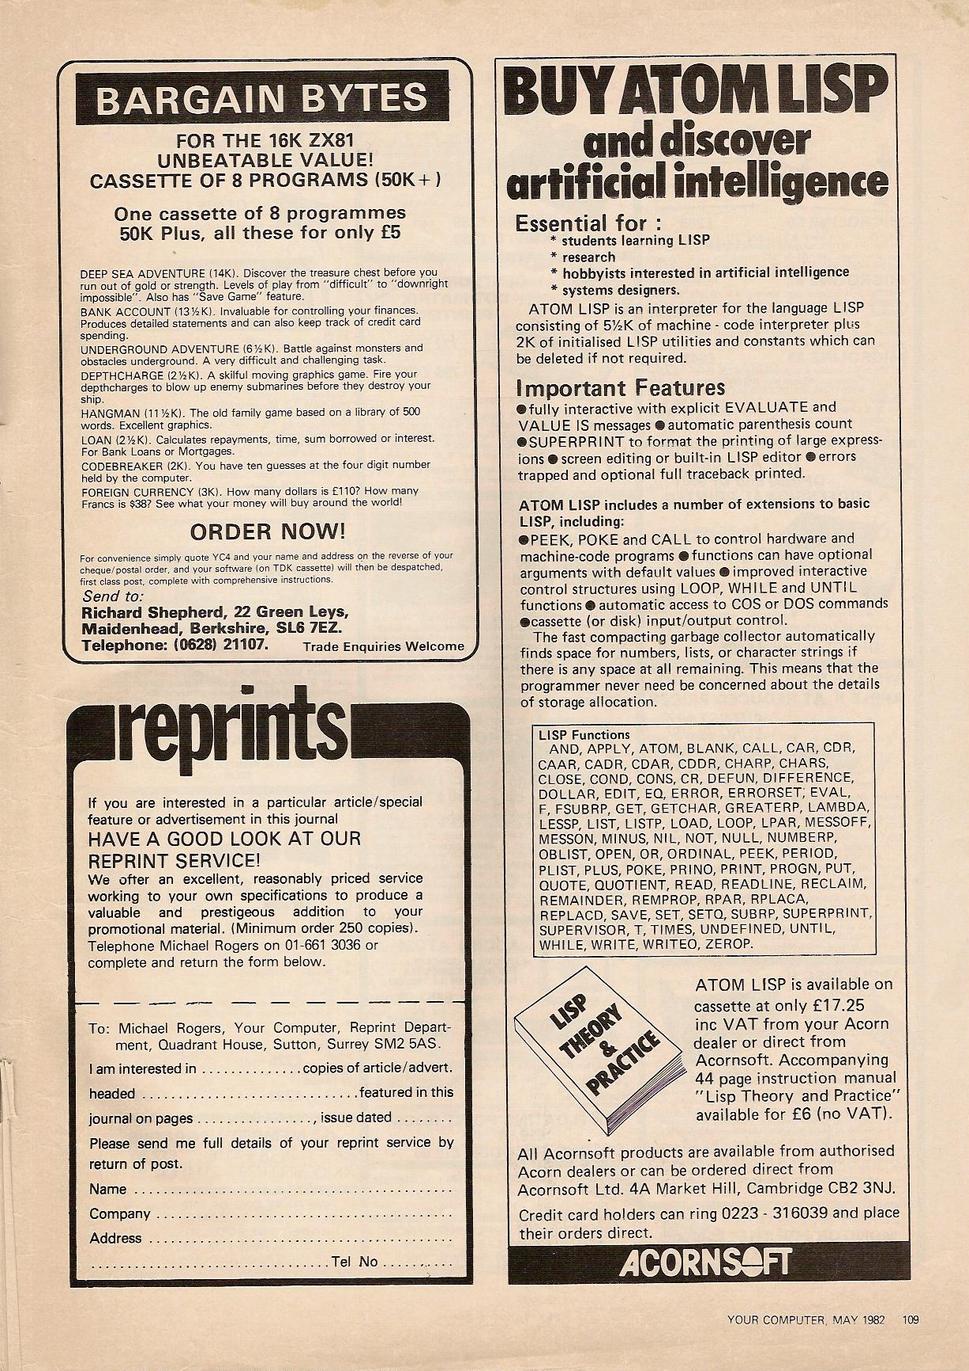 BARGAIN BYTES
FOR THE 16K ZX81
UNBEATABLE VALUE!
CASSETTE OF 8 PROGRAMS (50K+)
One cassette of 8 programmes
50K Plus, all these for only £5
DEEP SEA ADVENTURE (14K). Discover the treasure chest before you
run out of gold or strength. Levels of play from "difficult" to "downright
impossible". Also has "Save Game" feature.
BANK ACCOUNT (13½K). Invaluable for controlling your finances.
Produces detailed statements and can also keep track of credit card
spending.
UNDERGROUND ADVENTURE (6½K). Battle against monsters and
obstacles underground. A very difficult and challenging task.
DEPTHCHARGE (2½K). A skilful moving graphics game. Fire your
depthcharges to blow up enemy submarines before they destroy your
ship.
HANGMAN (11½K). The old family game based on a library of 500
words. Excellent graphics.
LOAN (2½K). Calculates repayments, time, sum borrowed or interest.
For Bank Loans or Mortgages.
CODEBREAKER (2K). You have ten guesses at the four digit number
held by the computer.
FOREIGN CURRENCY (3K). How many dollars is £110? How many
Francs is $38? See what your money will buy around the world!
ORDER NOW!
For convenience simply quote YC4 and your name and address on the reverse of your
cheque/postal order, and your software (on TDK cassette) will then be despatched,
first class post, complete with comprehensive instructions.
Send to:
Richard Shepherd, 22 Green Leys,
Maidenhead, Berkshire, SL6 7EZ.
Telephone: (0628) 21107. Trade Enquiries Welcome
reprints
If you are interested in a particular article/special
feature or advertisement in this journal
HAVE A GOOD LOOK AT OUR
REPRINT SERVICE!
We offer an excellent, reasonably priced service
working to your own specifications to produce a
valuable and prestigeous addition to your
promotional material. (Minimum order 250 copies).
Telephone Michael Rogers on 01-661 3036 or
complete and return the form below.
To: Michael Rogers, Your Computer, Reprint Depart-
ment, Quadrant House, Sutton, Surrey SM2 5AS.
I am interested in ..............copies of article/advert.
headed ..............................featured in this
journal on pages ................, issue dated ........
Please send me full details of your reprint service by
return of post.
Name ..........................................
Company .......................................
Address ........................................
................................Tel No ..........
BUY ATOM LISP
and discover
artificial intelligence
Essential for :
* students learning LISP
* research
* hobbyists interested in artificial intelligence
* systems designers.
ATOM LISP is an interpreter for the language LISP
consisting of 5½K of machine - code interpreter plus
2K of initialised LISP utilities and constants which can
be deleted if not required.
Important Features
●fully interactive with explicit EVALUATE and
VALUE IS messages ● automatic parenthesis count
●SUPERPRINT to format the printing of large express-
ions ● screen editing or built-in LISP editor ● errors
trapped and optional full traceback printed.
ATOM LISP includes a number of extensions to basic
LISP, including:
●PEEK, POKE and CALL to control hardware and
machine-code programs ● functions can have optional
arguments with default values ● improved interactive
control structures using LOOP, WHILE and UNTIL
functions ● automatic access to COS or DOS commands
●cassette (or disk) input/output control.
The fast compacting garbage collector automatically
finds space for numbers, lists, or character strings if
there is any space at all remaining. This means that the
programmer never need be concerned about the details
of storage allocation.
LISP Functions
AND, APPLY, ATOM, BLANK, CALL, CAR, CDR,
CAAR, CADR, CDAR, CDDR, CHARP, CHARS,
CLOSE, COND, CONS, CR, DEFUN, DIFFERENCE,
DOLLAR, EDIT, EQ, ERROR, ERRORSET, EVAL,
F, FSUBRP, GET, GETCHAR, GREATERP, LAMBDA,
LESSP, LIST, LISTP, LOAD, LOOP, LPAR, MESSOFF,
MESSON, MINUS, NIL, NOT, NULL, NUMBERP,
OBLIST, OPEN, OR, ORDINAL, PEEK, PERIOD,
PLIST, PLUS, POKE, PRINO, PRINT, PROGN, PUT,
QUOTE, QUOTIENT, READ, READLINE, RECLAIM,
REMAINDER, REMPROP, RPAR, RPLACA,
REPLACD, SAVE, SET, SETQ, SUBRP, SUPERPRINT,
SUPERVISOR, T, TIMES, UNDEFINED, UNTIL,
WHILE, WRITE, WRITEO, ZEROP.
LISP
THEORY
&
PRACTICE
ATOM LISP is available on
cassette at only £17.25
inc VAT from your Acorn
dealer or direct from
Acornsoft. Accompanying
44 page instruction manual
"Lisp Theory and Practice"
available for £6 (no VAT).
All Acornsoft products are available from authorised
Acorn dealers or can be ordered direct from
Acornsoft Ltd. 4A Market Hill, Cambridge CB2 3NJ.
Credit card holders can ring 0223 - 316039 and place
their orders direct.
ACORNSOFT
YOUR COMPUTER, MAY 1982 109